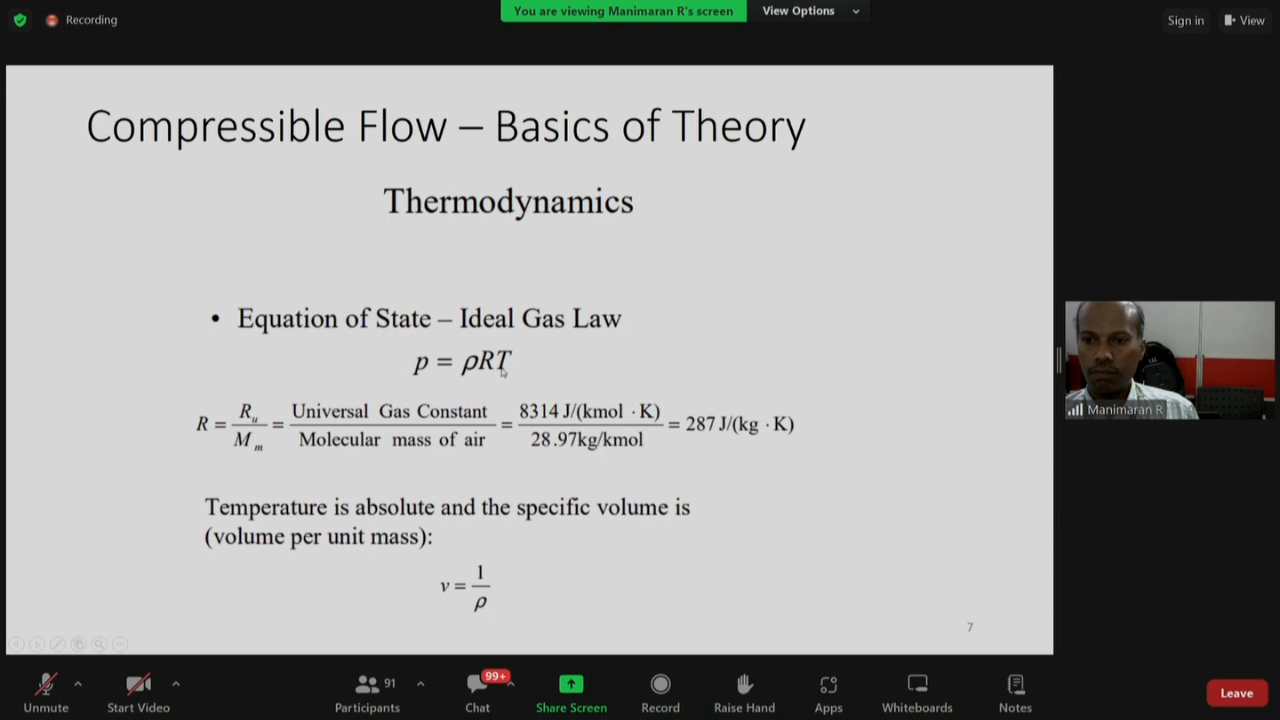 Recording
You are viewing Manimaran R's screen
View Options
Sign in
View
Compressible Flow – Basics of Theory
Thermodynamics
• Equation of State – Ideal Gas Law
p = ρRT
R = R_u / M_m = Universal Gas Constant / Molecular mass of air = 8314 J/(kmol · K) / 28.97kg/kmol = 287 J/(kg · K)
Temperature is absolute and the specific volume is
(volume per unit mass):
v = 1 / ρ
7
Manimaran R
Unmute
Start Video
91
Participants
99+
Chat
Share Screen
Record
Raise Hand
Apps
Whiteboards
Notes
Leave